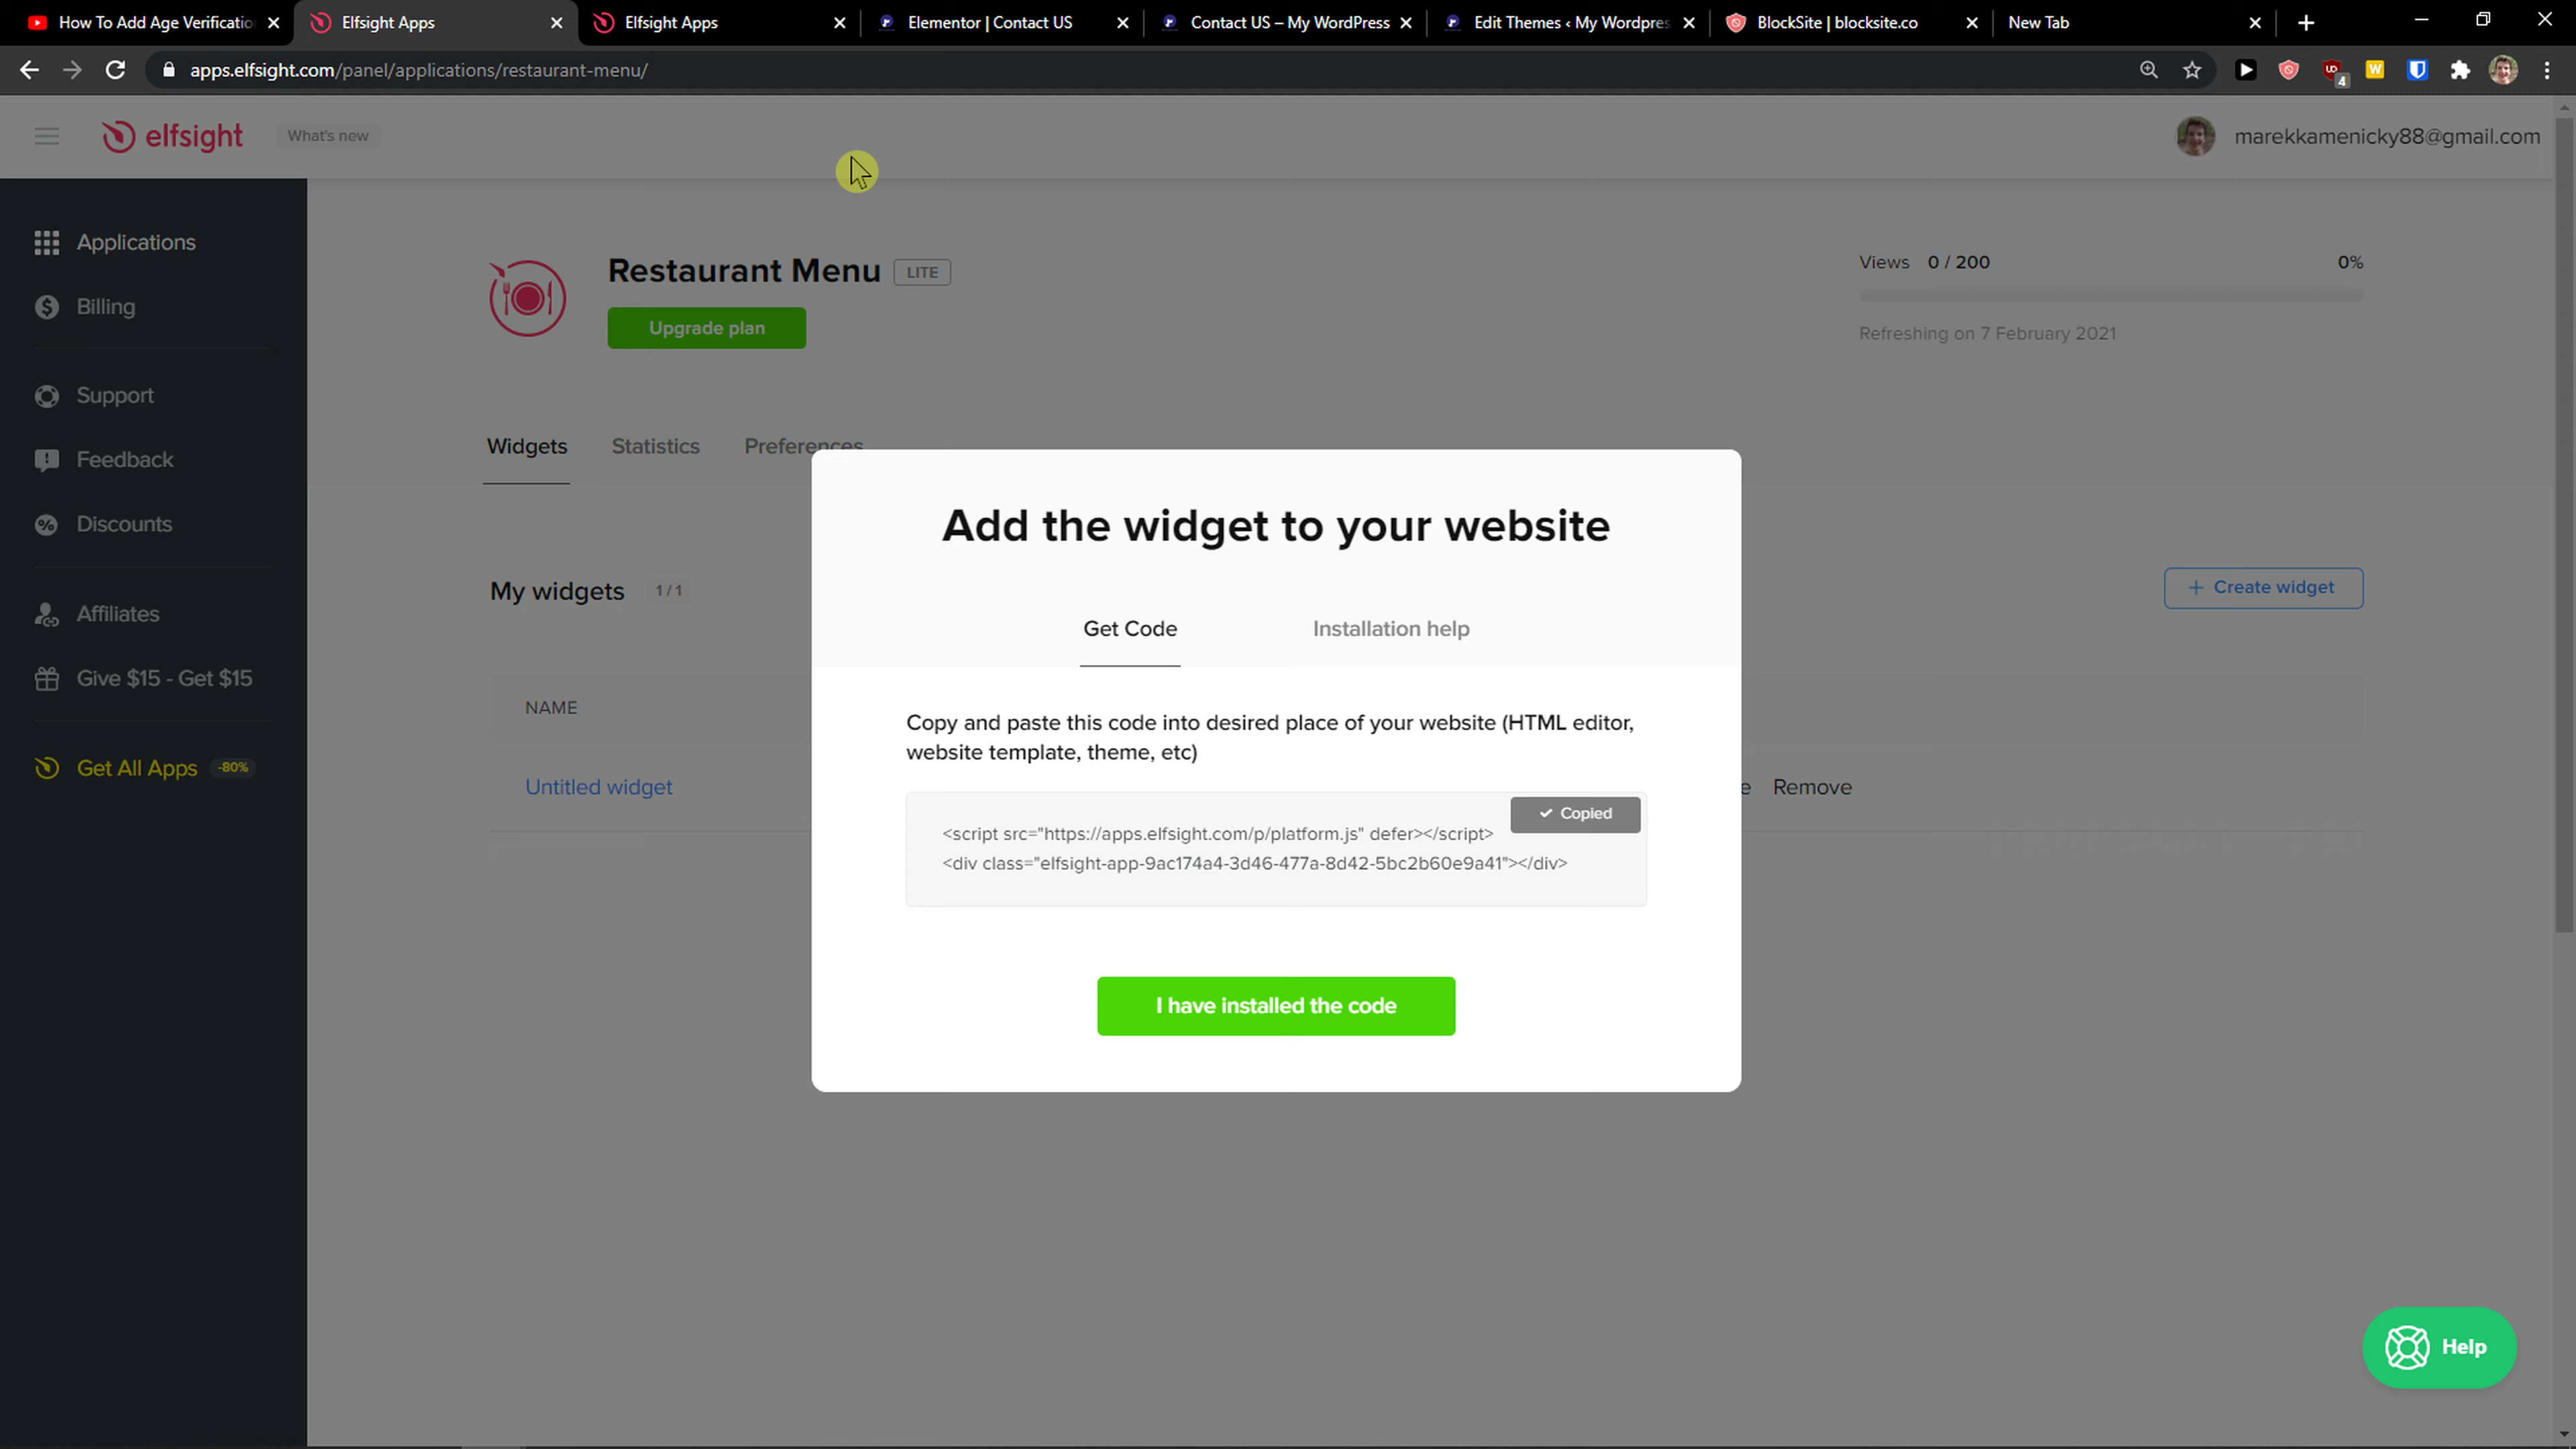 How To Add Age Verificatio
Elfsight Apps
Elfsight Apps
Elementor | Contact US
Contact US – My WordPress
Edit Themes ‹ My Wordpres
BlockSite | blocksite.co
New Tab
apps.elfsight.com/panel/applications/restaurant-menu/
4
elfsight
What's new
marekkamenicky88@gmail.com
Applications
Billing
Support
Feedback
Discounts
Affiliates
Give $15 - Get $15
Get All Apps -80%
Restaurant Menu LITE
Upgrade plan
Views 0 / 200 0%
Refreshing on 7 February 2021
Widgets
Statistics
Preferences
My widgets 1 / 1
+ Create widget
NAME
Untitled widget
e Remove
Add the widget to your website
Get Code
Installation help
Copy and paste this code into desired place of your website (HTML editor,
website template, theme, etc)
Copied
<script src="https://apps.elfsight.com/p/platform.js" defer></script>
<div class="elfsight-app-9ac174a4-3d46-477a-8d42-5bc2b60e9a41"></div>
I have installed the code
Help